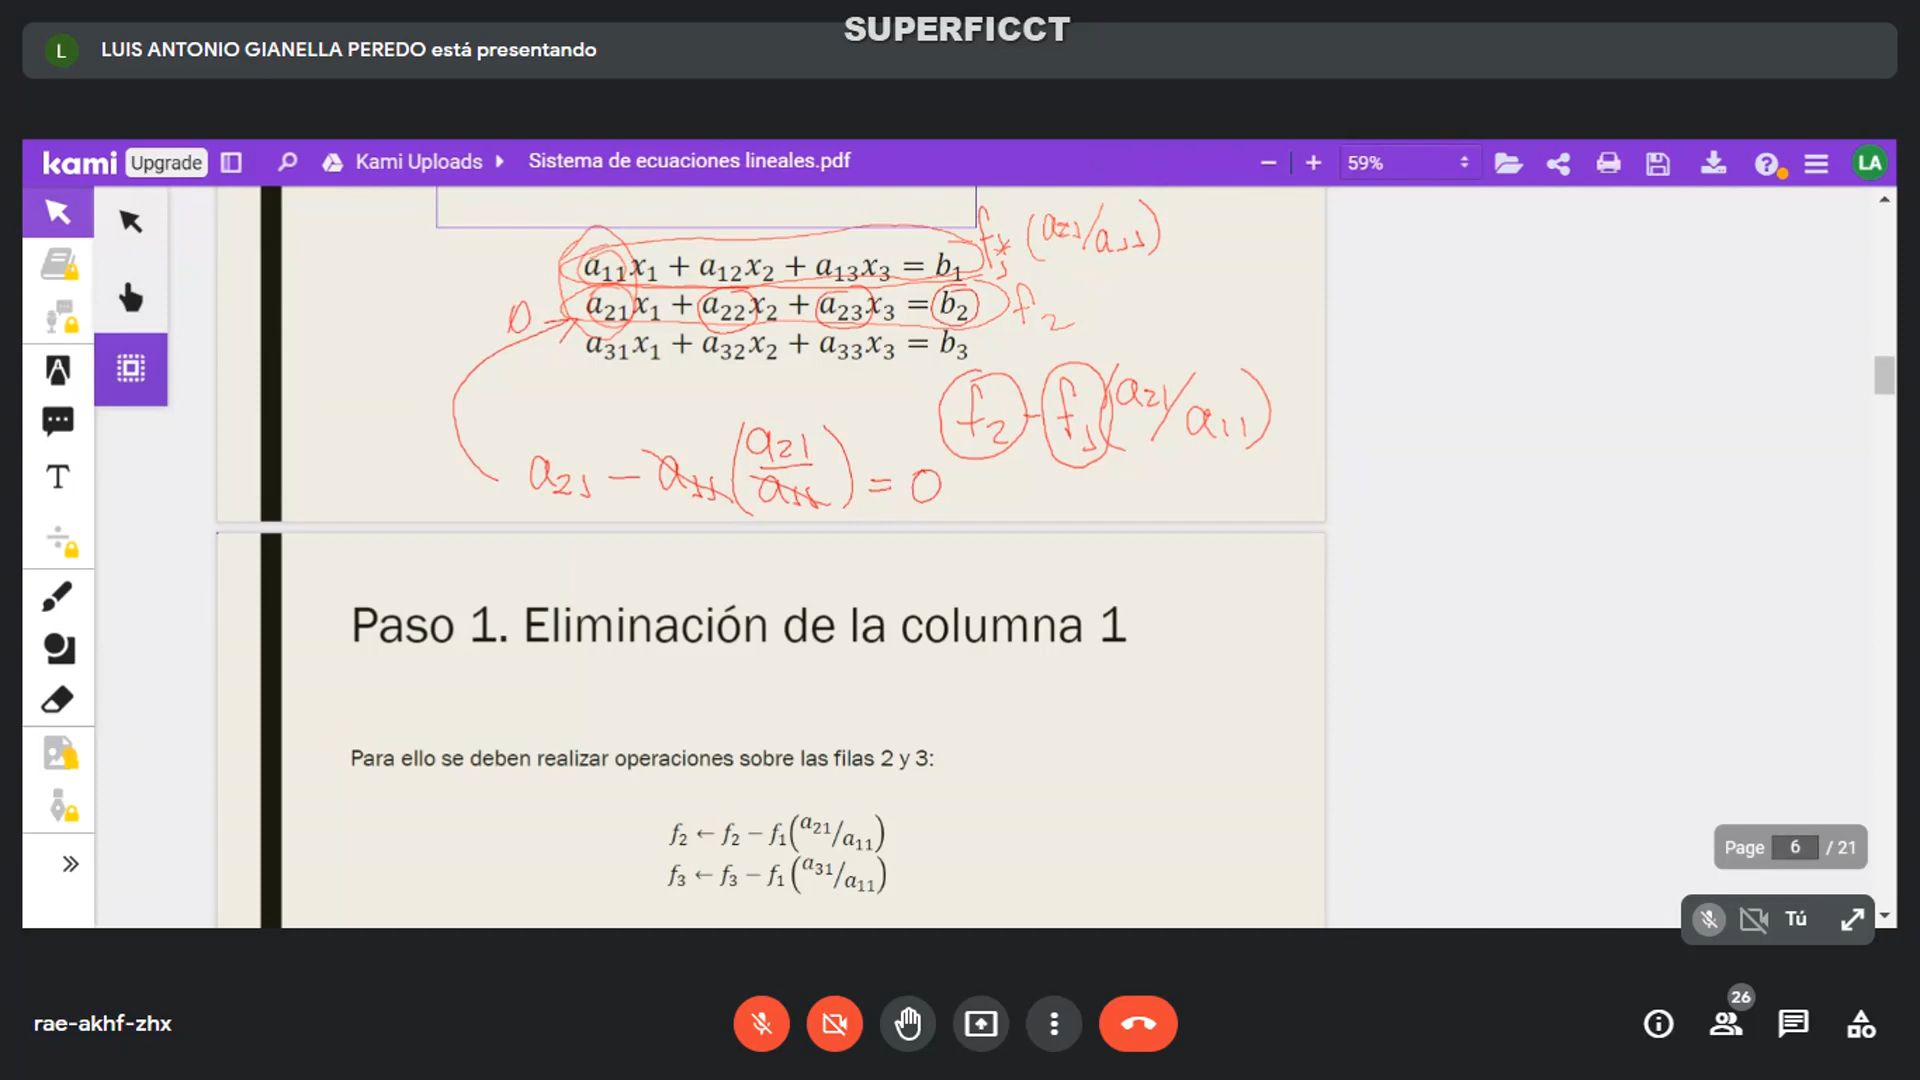 SUPERFICCT
L LUIS ANTONIO GIANELLA PEREDO está presentando
kami Upgrade Kami Uploads Sistema de ecuaciones lineales.pdf − + 59% LA
f₁* (a₂₁/a₁₁)
a₁₁x₁ + a₁₂x₂ + a₁₃x₃ = b₁
0 a₂₁x₁ + a₂₂x₂ + a₂₃x₃ = b₂ f₂
a₃₁x₁ + a₃₂x₂ + a₃₃x₃ = b₃
f₂ - f₁(a₂₁/a₁₁)
a₂₁ − a₁₁(a₂₁/a₁₁) = 0
Paso 1. Eliminación de la columna 1
Para ello se deben realizar operaciones sobre las filas 2 y 3:
f₂ ← f₂ − f₁(a₂₁/a₁₁)
f₃ ← f₃ − f₁(a₃₁/a₁₁)
Page 6 / 21
Tú
26
rae-akhf-zhx